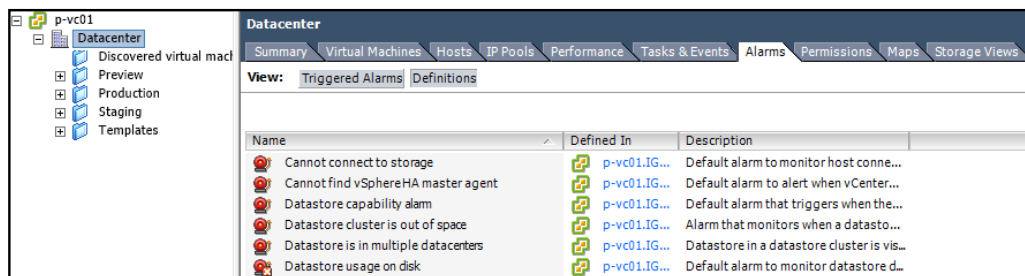 p-vc01
Datacenter
Discovered virtual macl
Preview
Production
Staging
Templates
Datacenter
Summary Virtual Machines Hosts IP Pools Performance Tasks & Events Alarms Permissions Maps Storage Views
View: Triggered Alarms Definitions
Name Defined In Description
Cannot connect to storage p-vc01.IG... Default alarm to monitor host conne...
Cannot find vSphereHA master agent p-vc01.IG... Default alarm to alert when vCenter...
Datastore capability alarm p-vc01.IG... Default alarm that triggers when the...
Datastore cluster is out of space p-vc01.IG... Alarm that monitors when a datasto...
Datastore is in multiple datacenters p-vc01.IG... Datastore in a datastore cluster is vis...
Datastore usage on disk p-vc01.IG... Default alarm to monitor datastore d...